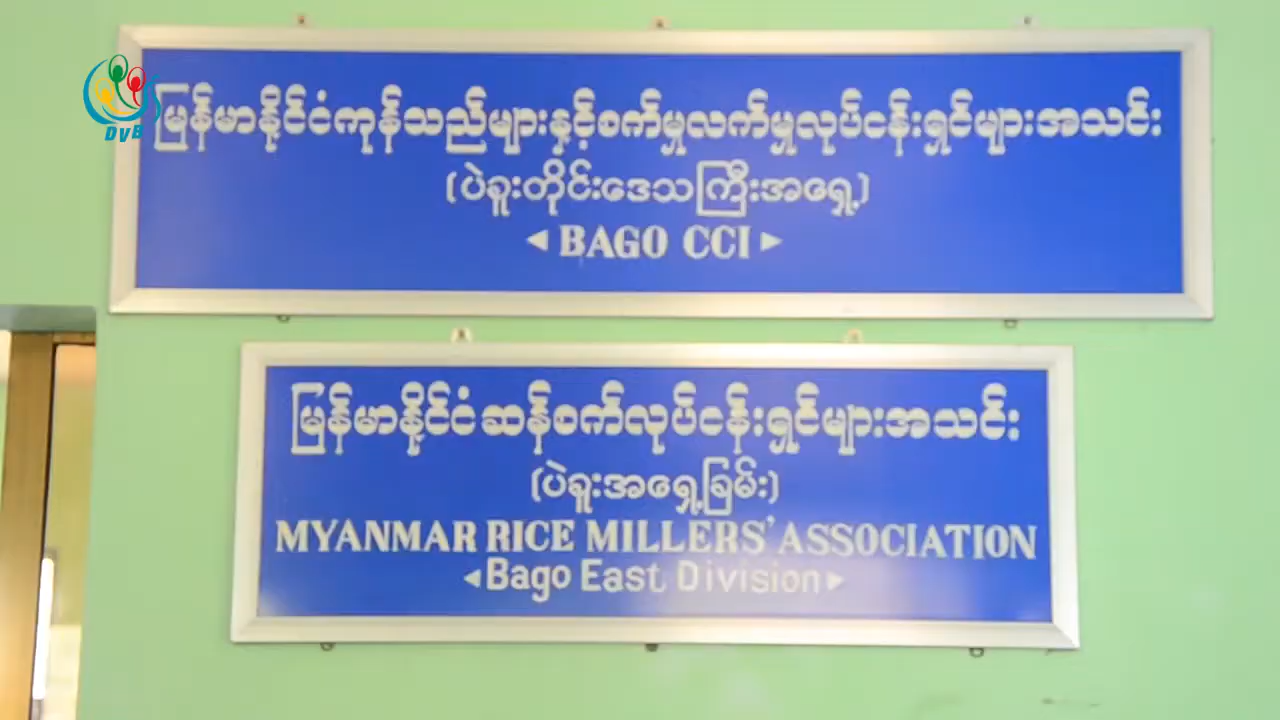 DVB
မြန်မာနိုင်ငံကုန်သည်များနှင့်စက်မှုလက်မှုလုပ်ငန်းရှင်များအသင်း
(ပဲခူးတိုင်းဒေသကြီးအရှေ့)
◄ BAGO CCI ►
မြန်မာနိုင်ငံဆန်စက်လုပ်ငန်းရှင်များအသင်း
(ပဲခူးအရှေ့ခြမ်း)
MYANMAR RICE MILLERS' ASSOCIATION
◄Bago East Division►